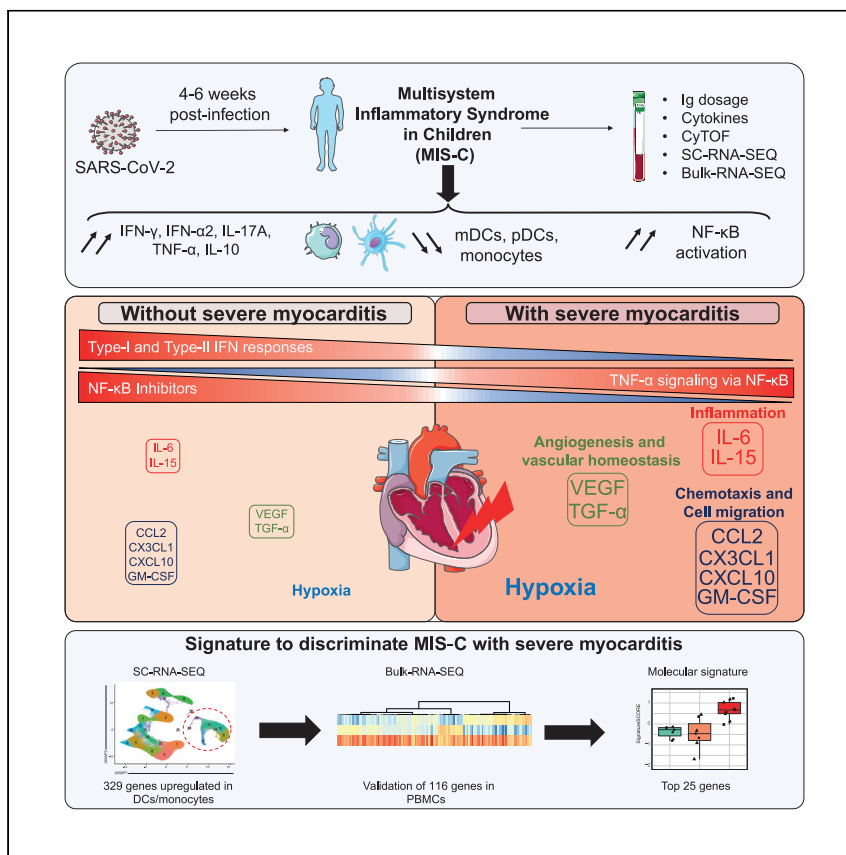 4-6 weeks
post-infection
SARS-CoV-2
Multisystem
Inflammatory Syndrome
in Children
(MIS-C)
• Ig dosage
• Cytokines
• CyTOF
• SC-RNA-SEQ
• Bulk-RNA-SEQ
IFN-γ, IFN-α2, IL-17A,
TNF-α, IL-10
mDCs, pDCs,
monocytes
NF-κB
activation
Without severe myocarditis
With severe myocarditis
Type-I and Type-II IFN responses
NF-κB Inhibitors
TNF-α signaling via NF-κB
IL-6
IL-15
VEGF
TGF-α
CCL2
CX3CL1
CXCL10
GM-CSF
Hypoxia
Inflammation
IL-6
IL-15
Angiogenesis and
vascular homeostasis
VEGF
TGF-α
Chemotaxis and
Cell migration
CCL2
CX3CL1
CXCL10
GM-CSF
Hypoxia
Signature to discriminate MIS-C with severe myocarditis
SC-RNA-SEQ
Bulk-RNA-SEQ
Molecular signature
SignatureSCORE
329 genes upregulated in
DCs/monocytes
Validation of 116 genes in
PBMCs
Top 25 genes